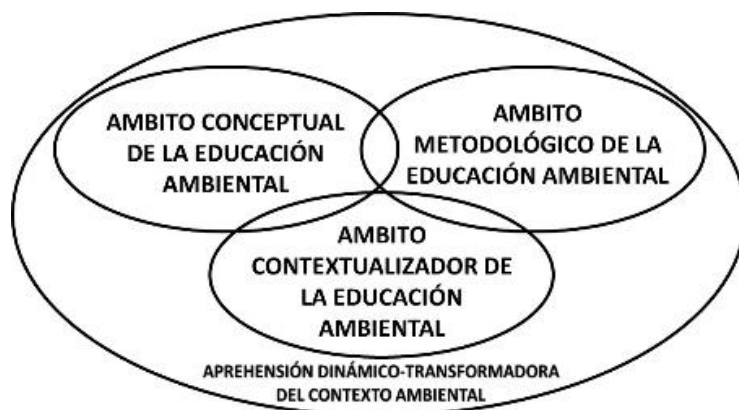 AMBITO CONCEPTUAL
DE LA EDUCACIÓN
AMBIENTAL
AMBITO
METODOLÓGICO DE LA
EDUCACIÓN AMBIENTAL
AMBITO
CONTEXTUALIZADOR DE
LA EDUCACIÓN
AMBIENTAL
APREHENSIÓN DINÁMICO-TRANSFORMADORA
DEL CONTEXTO AMBIENTAL